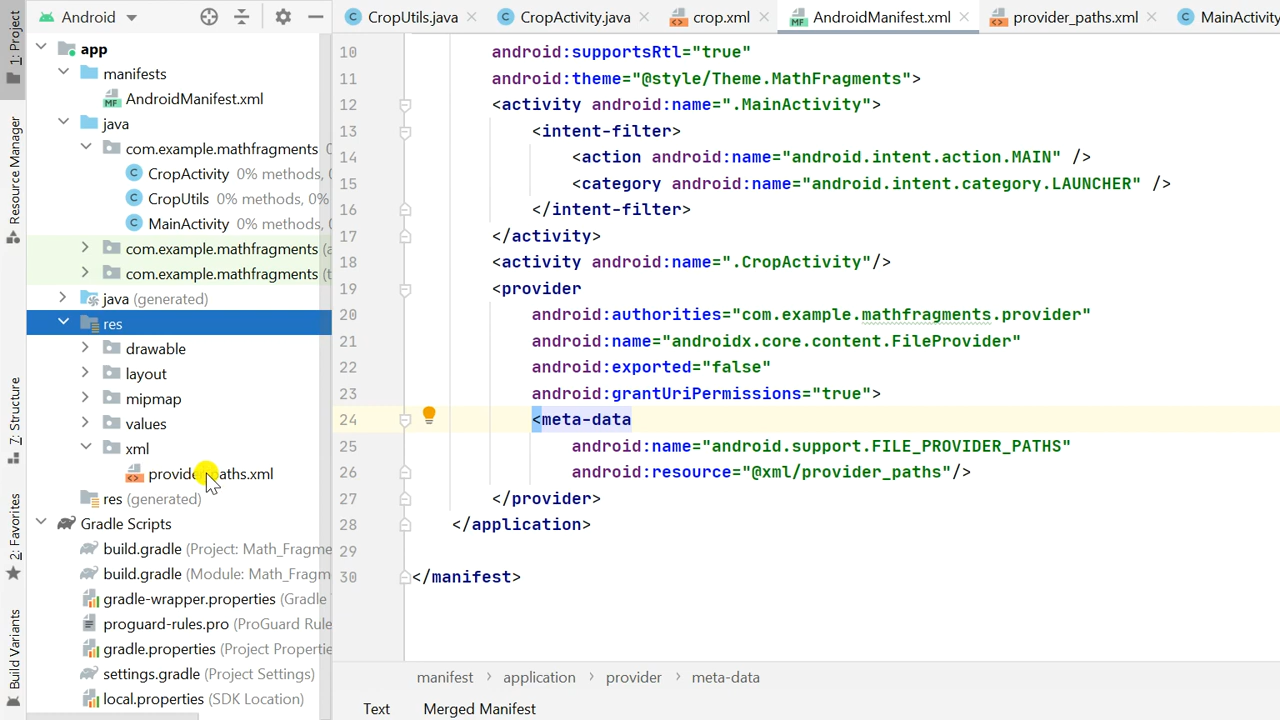 Android
CropUtils.java
CropActivity.java
crop.xml
AndroidManifest.xml
provider_paths.xml
MainActivity
1: Project
Resource Manager
7: Structure
2: Favorites
Build Variants
app
manifests
AndroidManifest.xml
java
com.example.mathfragments
CropActivity 0% methods,
CropUtils 0% methods, 0%
MainActivity 0% methods,
com.example.mathfragments
com.example.mathfragments
java (generated)
res
drawable
layout
mipmap
values
xml
provider_paths.xml
res (generated)
Gradle Scripts
build.gradle (Project: Math_Fragme
build.gradle (Module: Math_Fragm
gradle-wrapper.properties (Gradle
proguard-rules.pro (ProGuard Rule
gradle.properties (Project Propertie
settings.gradle (Project Settings)
local.properties (SDK Location)
10 android:supportsRtl="true"
11 android:theme="@style/Theme.MathFragments">
12 <activity android:name=".MainActivity">
13 <intent-filter>
14 <action android:name="android.intent.action.MAIN" />
15 <category android:name="android.intent.category.LAUNCHER" />
16 </intent-filter>
17 </activity>
18 <activity android:name=".CropActivity"/>
19 <provider
20 android:authorities="com.example.mathfragments.provider"
21 android:name="androidx.core.content.FileProvider"
22 android:exported="false"
23 android:grantUriPermissions="true">
24 <meta-data
25 android:name="android.support.FILE_PROVIDER_PATHS"
26 android:resource="@xml/provider_paths"/>
27 </provider>
28 </application>
29
30 </manifest>
manifest › application › provider › meta-data
Text Merged Manifest